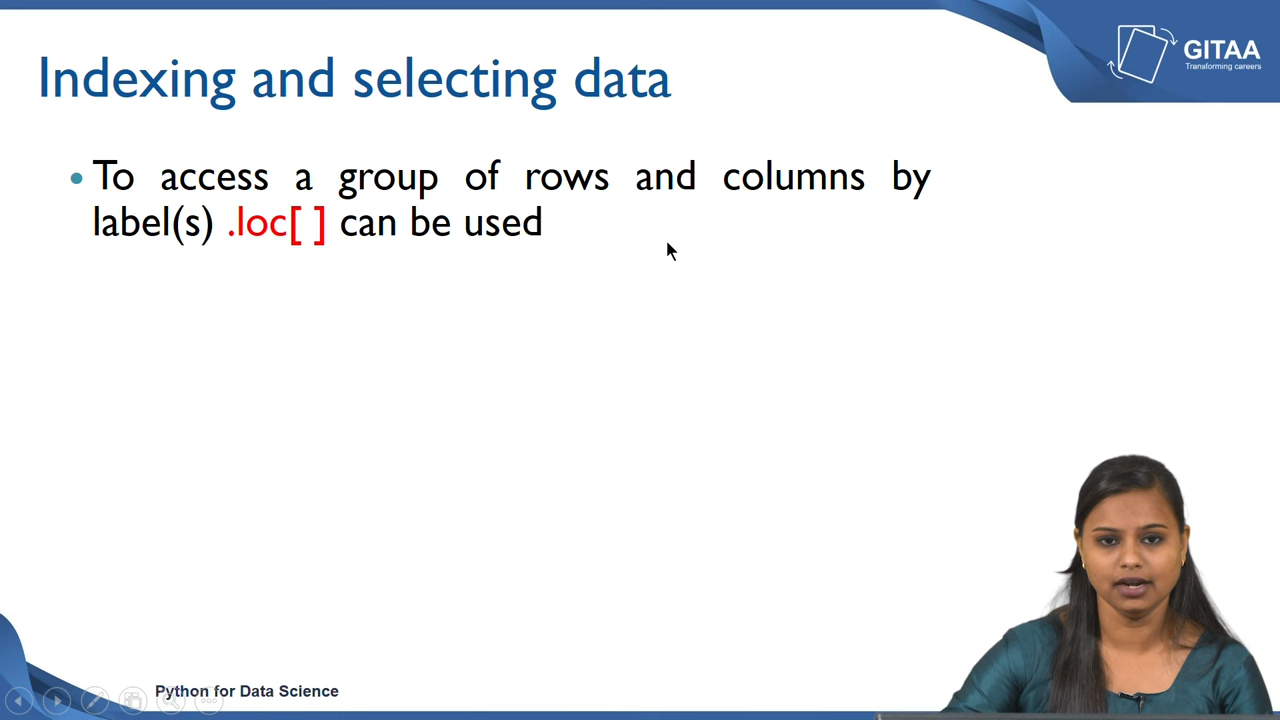 Indexing and selecting data
GITAA
Transforming careers
• To access a group of rows and columns by
label(s) .loc[ ] can be used
Python for Data Science